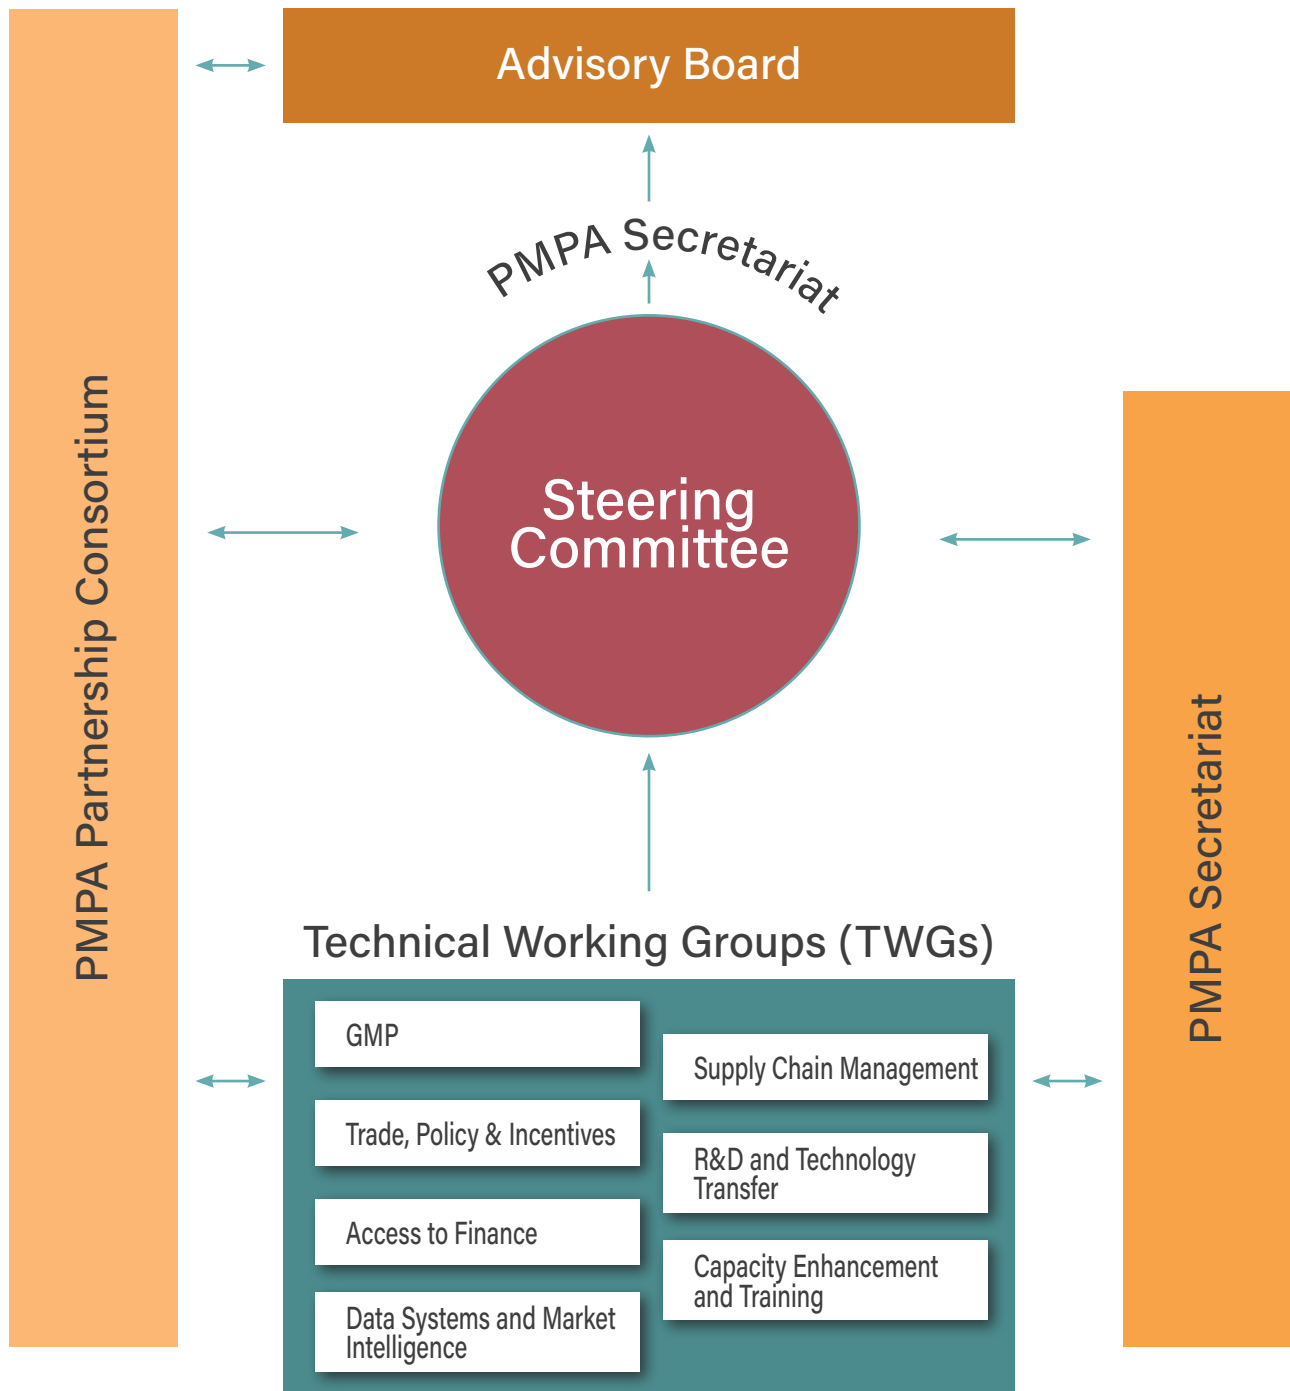 Advisory Board
PMPA Secretariat
PMPA Partnership Consortium
Steering
Committee
PMPA Secretariat
Technical Working Groups (TWGs)
GMP
Trade, Policy & Incentives
Access to Finance
Data Systems and Market
Intelligence
Supply Chain Management
R&D and Technology
Transfer
Capacity Enhancement
and Training